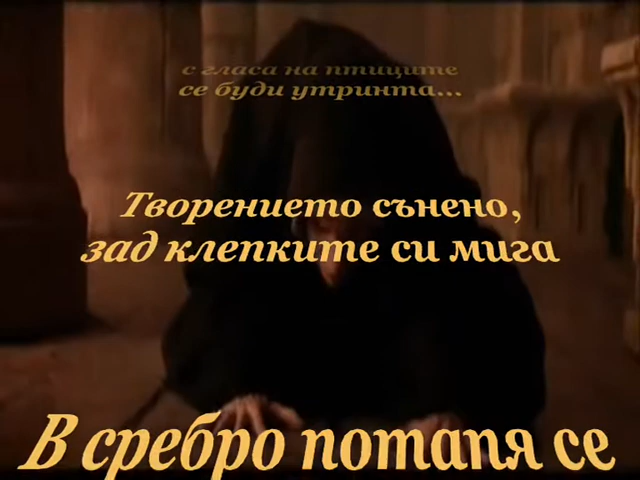 с гласа на птиците
се буди утринта...
Творението сънено,
зад клепките си мига
В сребро потапя се